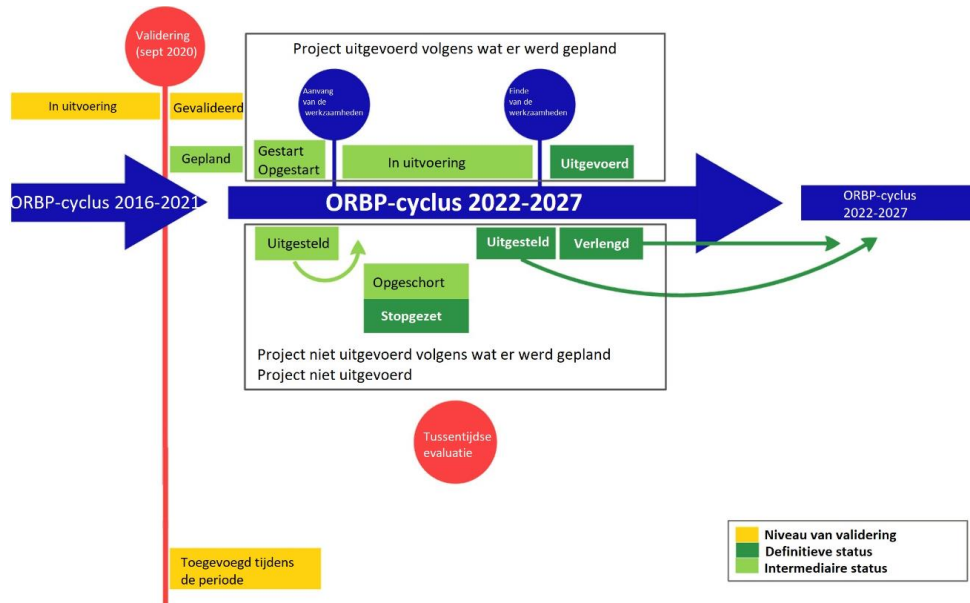 Validering
(sept 2020)
Project uitgevoerd volgens wat er werd gepland
Aanvang
van de
werkzaamheden
Einde
van de
werkzaamheden
In uitvoering
Gevalideerd
Gepland
Gestart
Opgestart
In uitvoering
Uitgevoerd
ORBP-cyclus 2016-2021
ORBP-cyclus 2022-2027
ORBP-cyclus
2022-2027
Uitgesteld
Uitgesteld
Verlengd
Opgeschort
Stopgezet
Project niet uitgevoerd volgens wat er werd gepland
Project niet uitgevoerd
Tussentijdse
evaluatie
Toegevoegd tijdens
de periode
Niveau van validering
Definitieve status
Intermediaire status